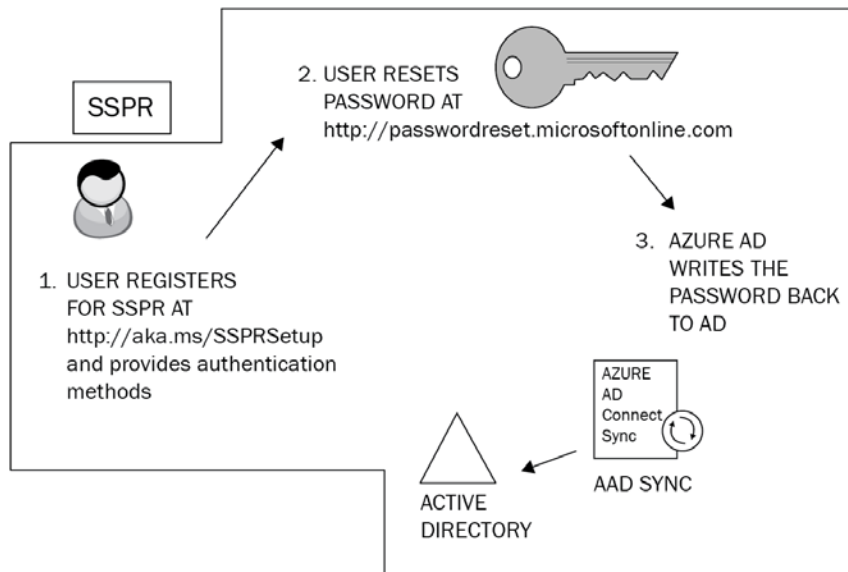 SSPR
2. USER RESETS
PASSWORD AT
http://passwordreset.microsoftonline.com
1. USER REGISTERS
FOR SSPR AT
http://aka.ms/SSPRSetup
and provides authentication
methods
3. AZURE AD
WRITES THE
PASSWORD BACK
TO AD
AZURE
AD
Connect
Sync
AAD SYNC
ACTIVE
DIRECTORY